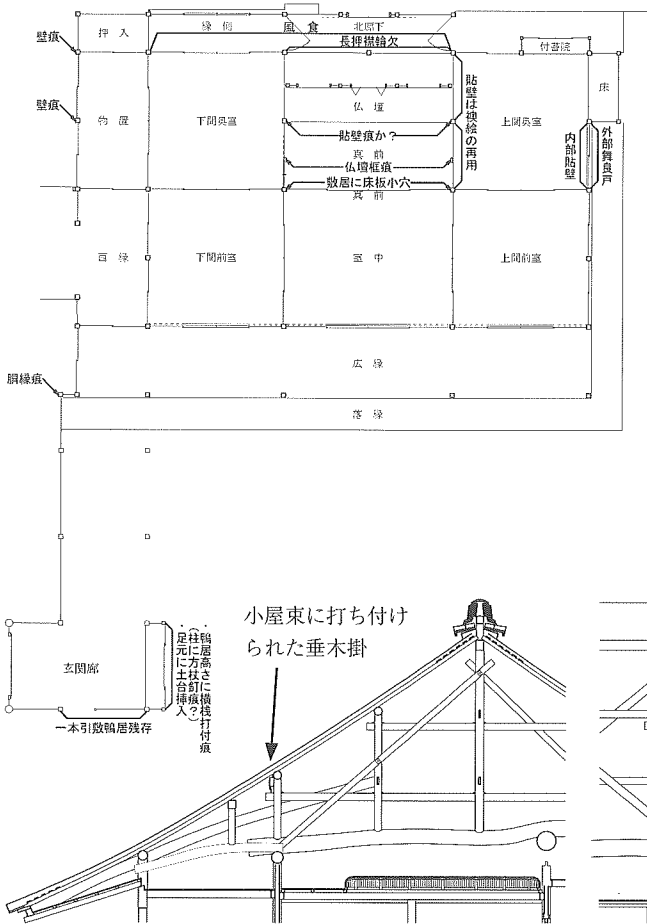 押入
縁側
風食
北廊下
長押襟輪欠
付書院
床
壁痕
壁痕
物置
下間奥室
仏壇
貼壁は襖絵の再用
上間奥室
内部貼壁
外部舞良戸
貼壁痕か?
真前
仏壇框痕
敷居に床板小穴
真前
西縁
下間前室
室中
上間前室
広縁
胴縁痕
落縁
玄関廊
・鴨居高さに横桟打付痕
(柱に方杖釘痕?)
・足元に土台挿入
一本引敷鴨居残存
小屋束に打ち付け
られた垂木掛